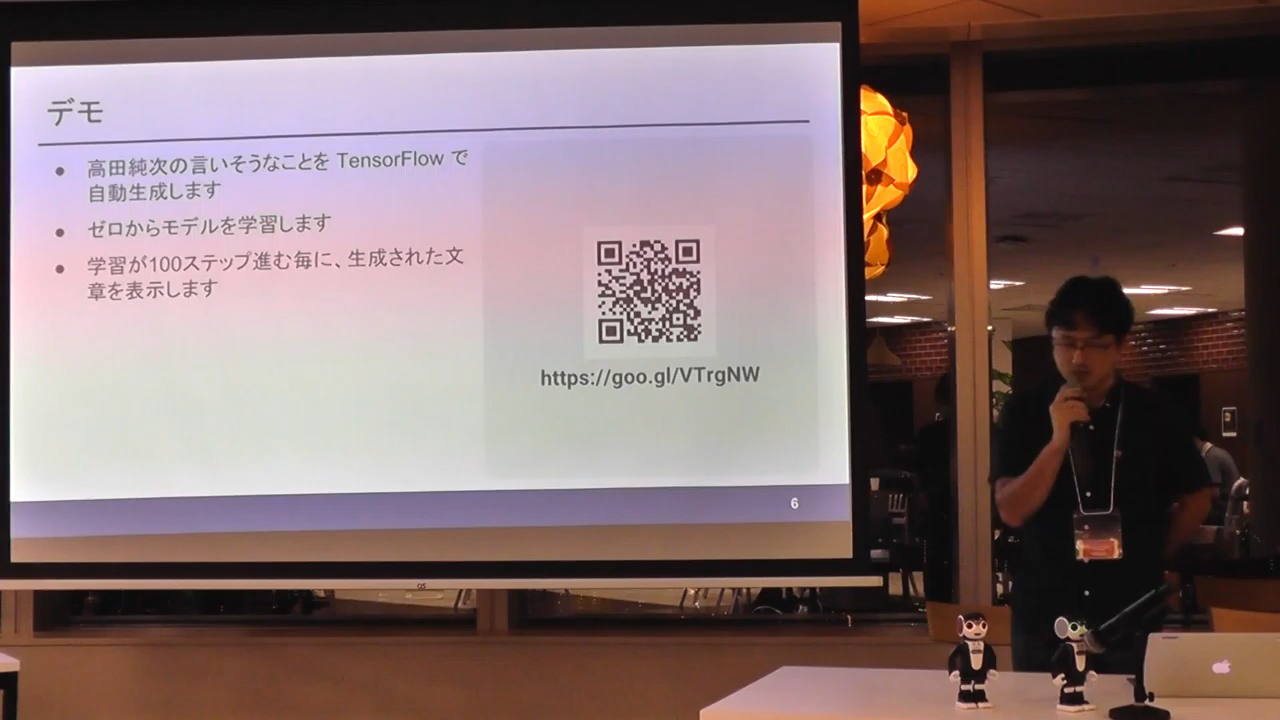 デモ
● 高田純次の言いそうなことを TensorFlow で
自動生成します
● ゼロからモデルを学習します
● 学習が100ステップ進む毎に、生成された文
章を表示します
https://goo.gl/VTrgNW
6